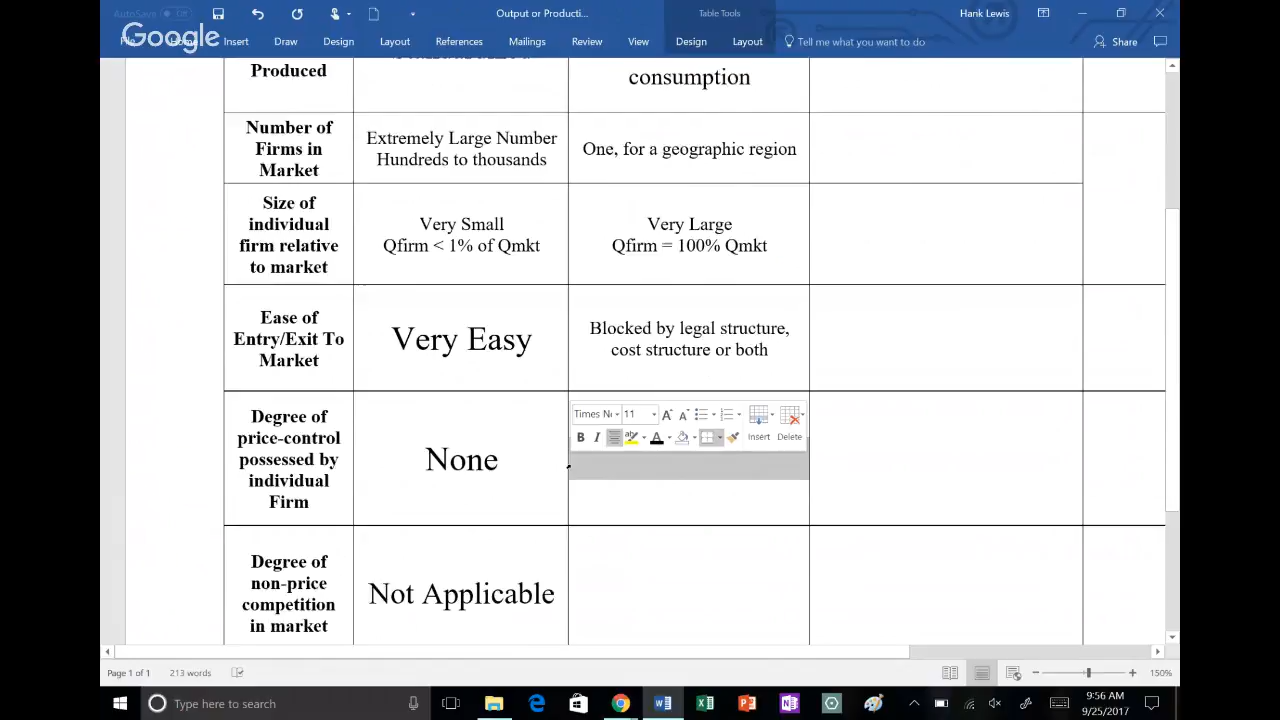 AutoSave
Output or Producti...
Table Tools
Hank Lewis
Google
Insert
Draw
Design
Layout
References
Mailings
Review
View
Design
Layout
Tell me what you want to do
Share
Produced
consumption
Number of
Firms in
Market
Extremely Large Number
Hundreds to thousands
One, for a geographic region
Size of
individual
firm relative
to market
Very Small
Qfirm < 1% of Qmkt
Very Large
Qfirm = 100% Qmkt
Ease of
Entry/Exit To
Market
Very Easy
Blocked by legal structure,
cost structure or both
Degree of
price-control
possessed by
individual
Firm
None
Times N
11
A A
B I
A
Insert
Delete
Degree of
non-price
competition
in market
Not Applicable
Page 1 of 1
213 words
150%
Type here to search
9:56 AM
9/25/2017